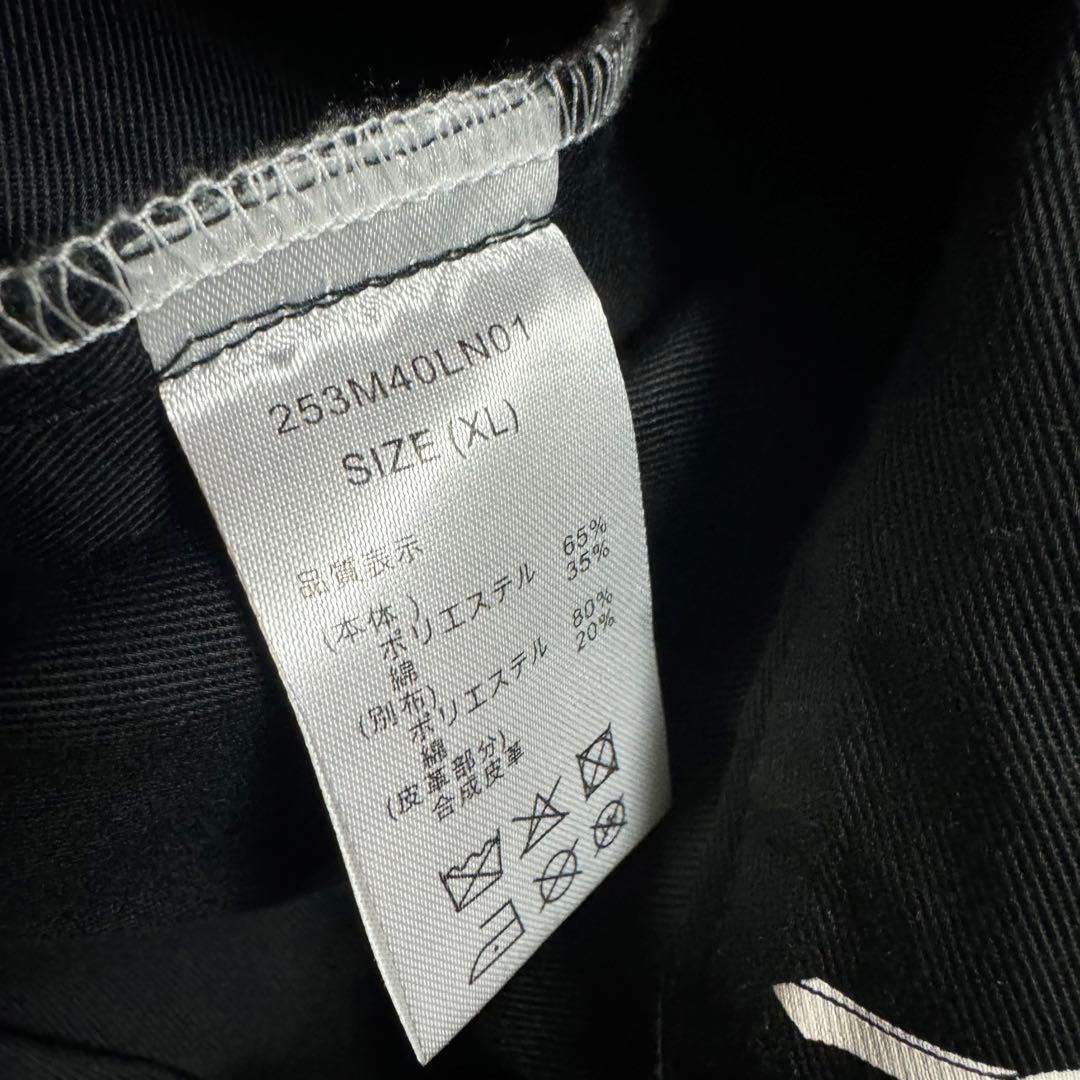 253M40LN01
SIZE (XL)
品質表示
(本体)
ポリエステル 65%
綿 35%
(別布)
ポリエステル 80%
綿 20%
(皮革部分)
合成皮革